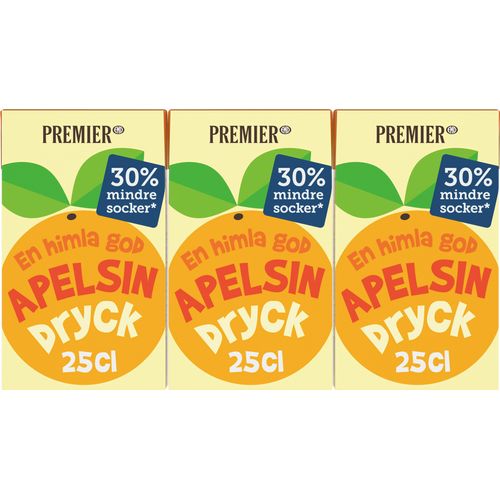 PREMIER
30%
mindre
socker*
En himla god
APELSIN
DRYCK
25cl
PREMIER
30%
mindre
socker*
En himla god
APELSIN
DRYCK
25cl
PREMIER
30%
mindre
socker*
En himla god
APELSIN
DRYCK
25cl